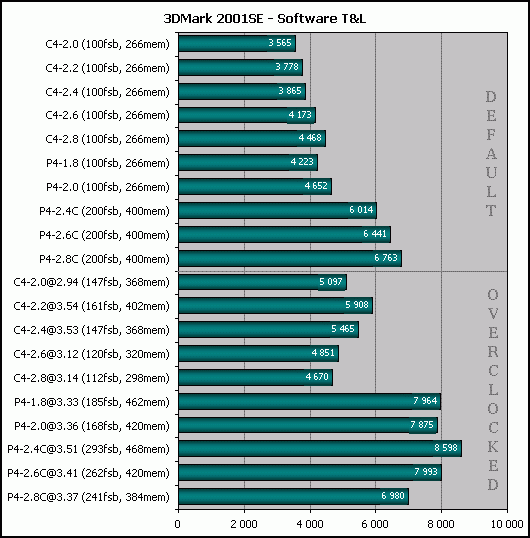 3DMark 2001SE - Software T&L
C4-2.0 (100fsb, 266mem) 3 565
C4-2.2 (100fsb, 266mem) 3 778
C4-2.4 (100fsb, 266mem) 3 865
C4-2.6 (100fsb, 266mem) 4 173
C4-2.8 (100fsb, 266mem) 4 468
P4-1.8 (100fsb, 266mem) 4 223
P4-2.0 (100fsb, 266mem) 4 652
P4-2.4C (200fsb, 400mem) 6 014
P4-2.6C (200fsb, 400mem) 6 441
P4-2.8C (200fsb, 400mem) 6 763
DEFAULT
C4-2.0@2.94 (147fsb, 368mem) 5 097
C4-2.2@3.54 (161fsb, 402mem) 5 908
C4-2.4@3.53 (147fsb, 368mem) 5 465
C4-2.6@3.12 (120fsb, 320mem) 4 851
C4-2.8@3.14 (112fsb, 298mem) 4 670
P4-1.8@3.33 (185fsb, 462mem) 7 964
P4-2.0@3.36 (168fsb, 420mem) 7 875
P4-2.4C@3.51 (293fsb, 468mem) 8 598
P4-2.6C@3.41 (262fsb, 420mem) 7 993
P4-2.8C@3.37 (241fsb, 384mem) 6 980
OVERCLOCKED
0 2 000 4 000 6 000 8 000 10 000